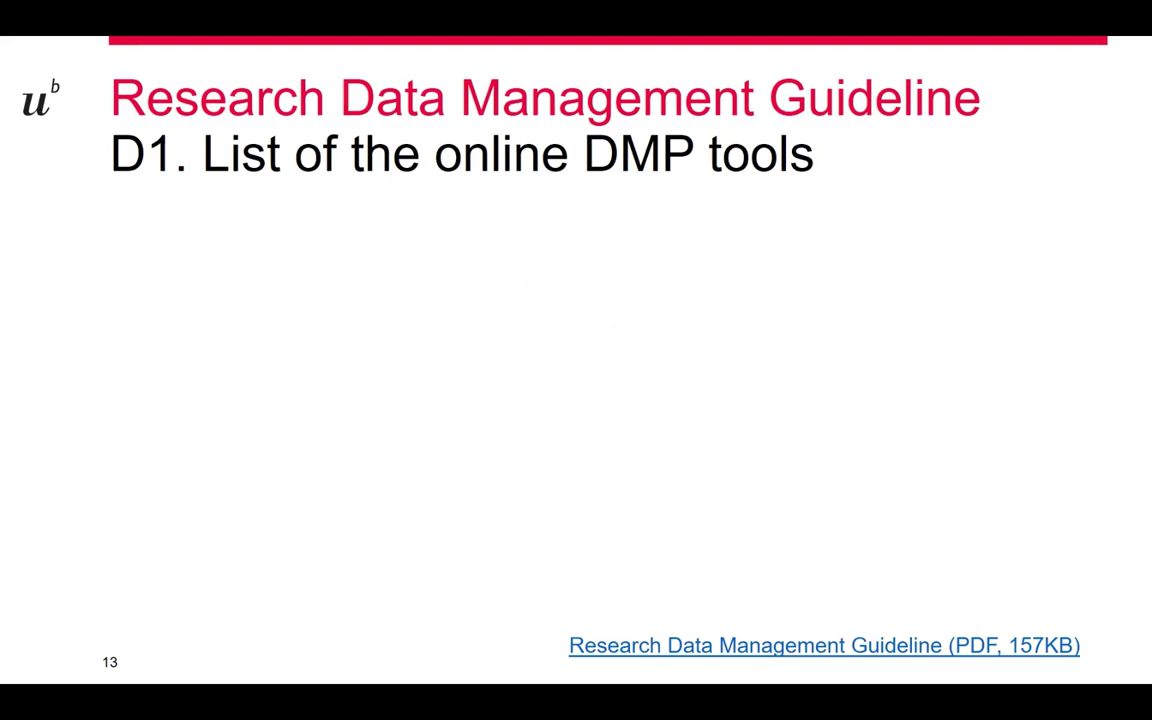 u^b
Research Data Management Guideline
D1. List of the online DMP tools
Research Data Management Guideline (PDF, 157KB)
13